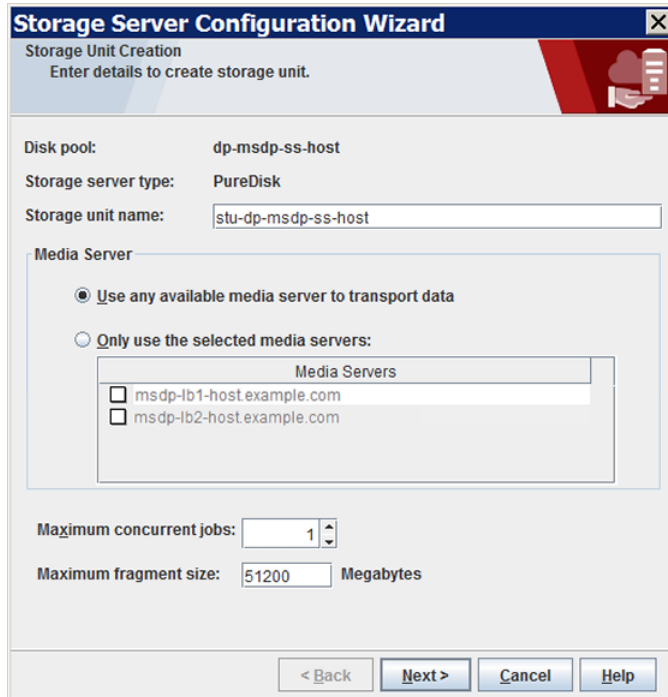 Storage Server Configuration Wizard
Storage Unit Creation
Enter details to create storage unit.
Disk pool: dp-msdp-ss-host
Storage server type: PureDisk
Storage unit name: stu-dp-msdp-ss-host
Media Server
Use any available media server to transport data
Only use the selected media servers:
Media Servers
msdp-lb1-host.example.com
msdp-lb2-host.example.com
Maximum concurrent jobs: 1
Maximum fragment size: 51200 Megabytes
< Back Next > Cancel Help